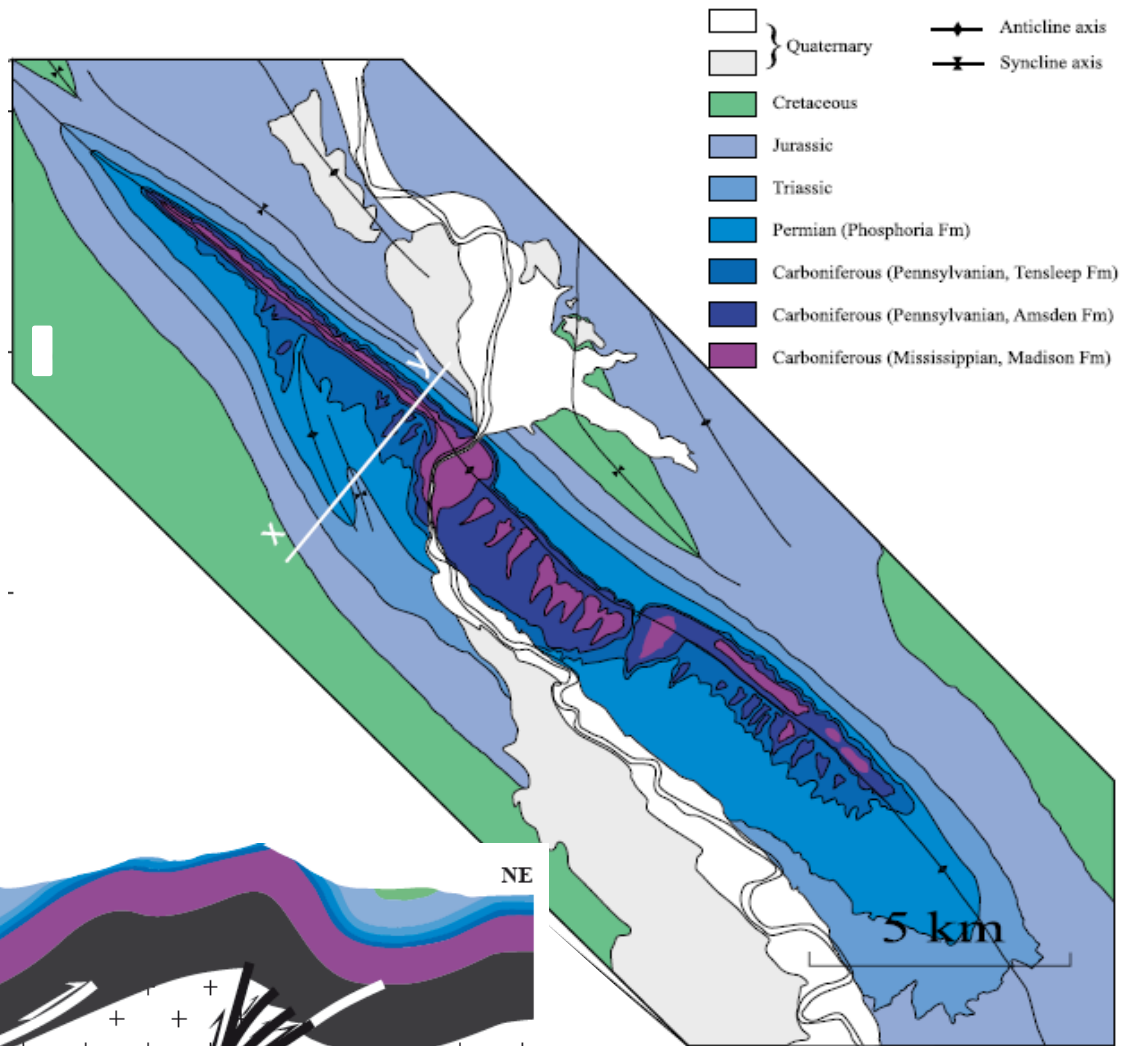 Quaternary
Cretaceous
Jurassic
Triassic
Permian (Phosphoria Fm)
Carboniferous (Pennsylvanian, Tensleep Fm)
Carboniferous (Pennsylvanian, Amsden Fm)
Carboniferous (Mississippian, Madison Fm)
Anticline axis
Syncline axis
y
x
NE
5 km